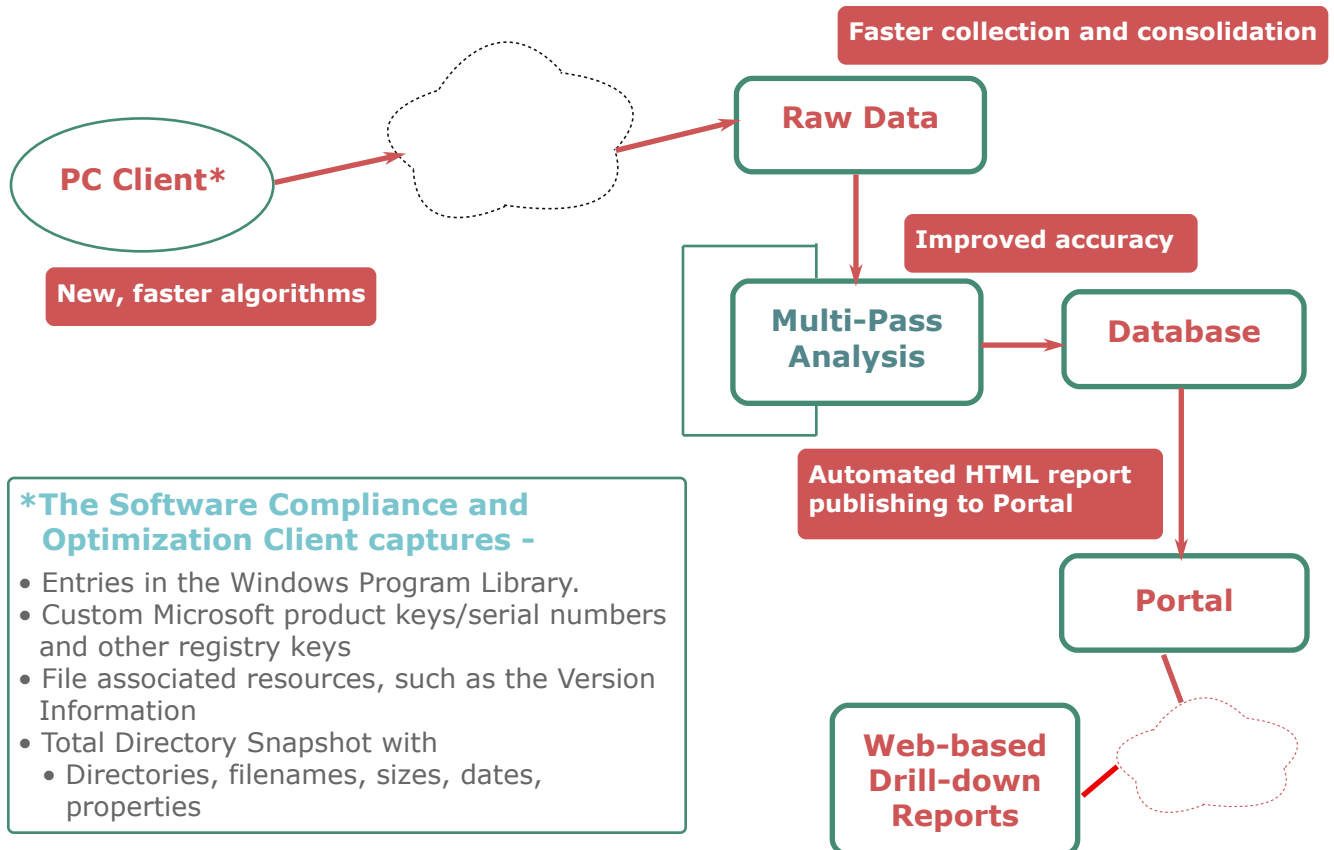 Faster collection and consolidation
Raw Data
PC Client*
New, faster algorithms
Improved accuracy
Multi-Pass
Analysis
Database
Automated HTML report
publishing to Portal
Portal
Web-based
Drill-down
Reports
*The Software Compliance and
Optimization Client captures -
• Entries in the Windows Program Library.
• Custom Microsoft product keys/serial numbers
and other registry keys
• File associated resources, such as the Version
Information
• Total Directory Snapshot with
• Directories, filenames, sizes, dates,
properties